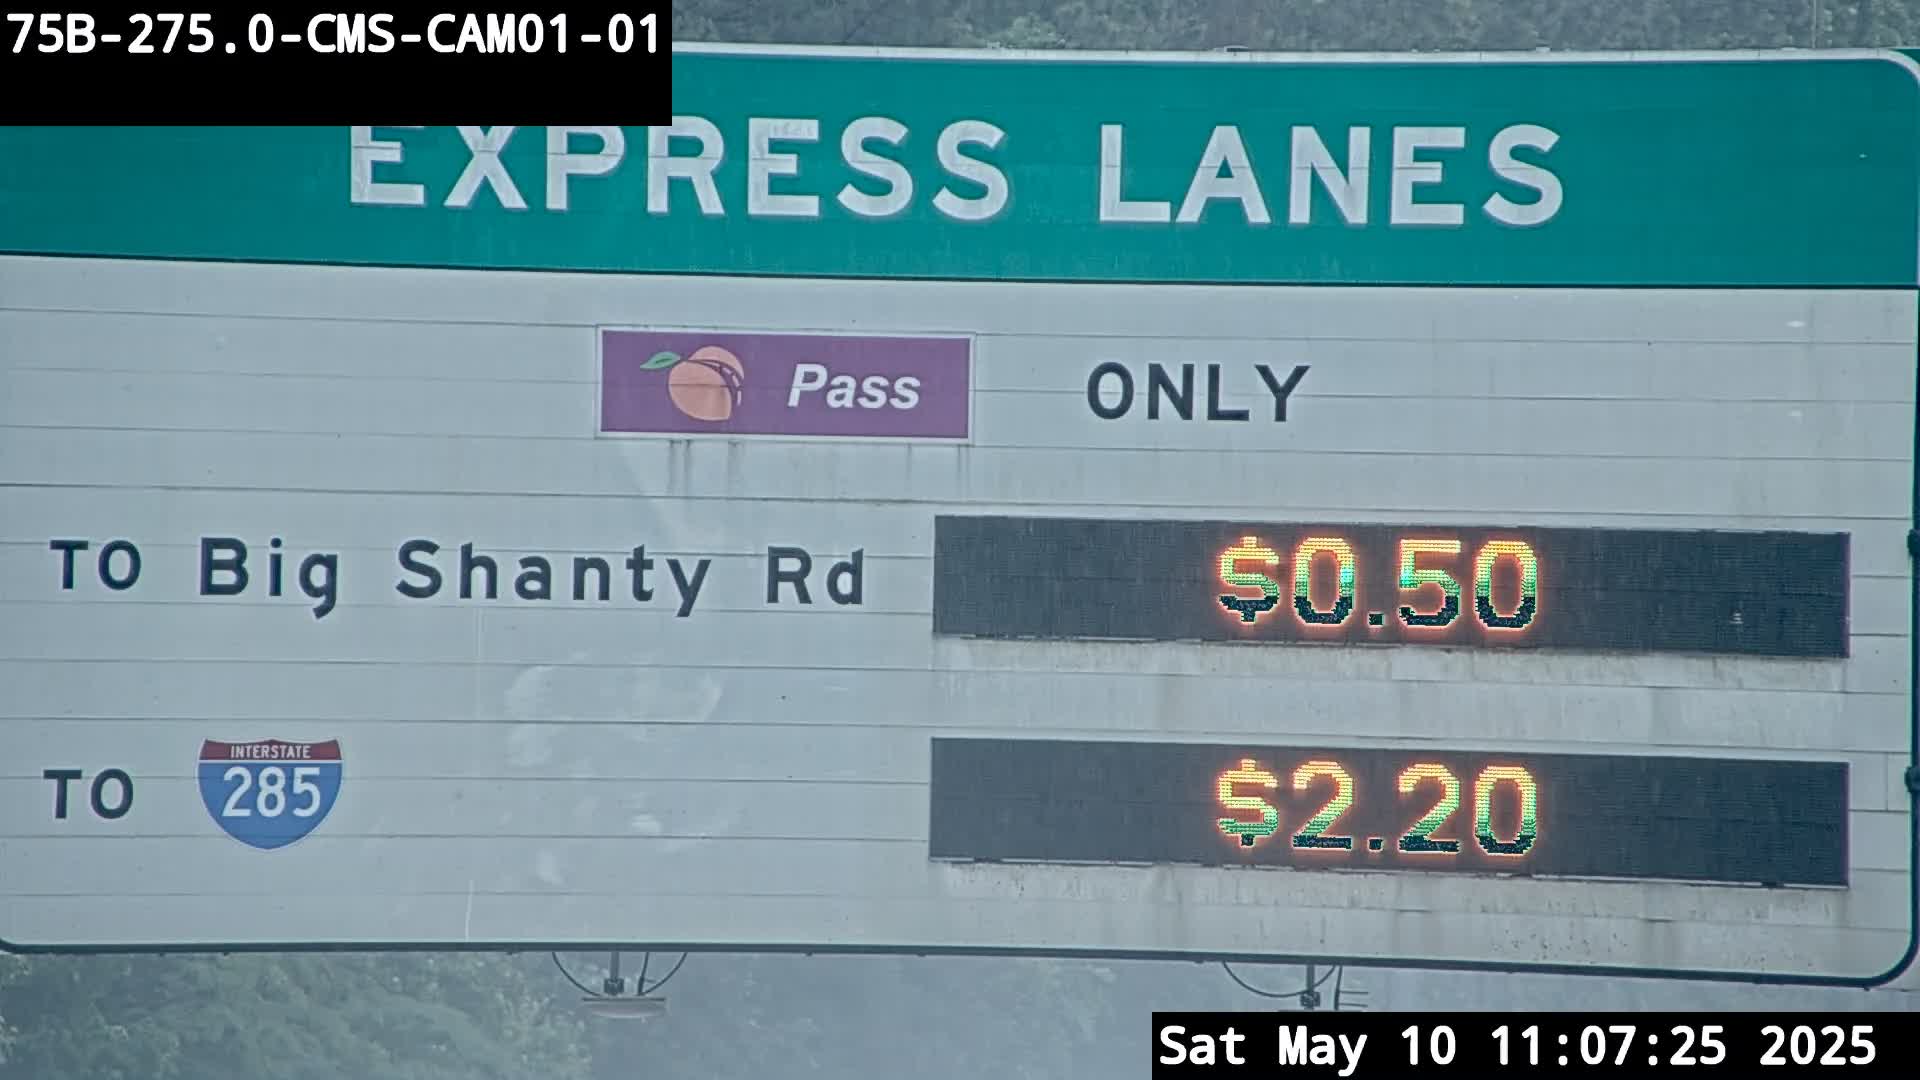 75B-275.0-CMS-CAM01-01
EXPRESS LANES
Pass ONLY
TO Big Shanty Rd $0.50
INTERSTATE
TO 285 $2.20
Sat May 10 11:07:25 2025